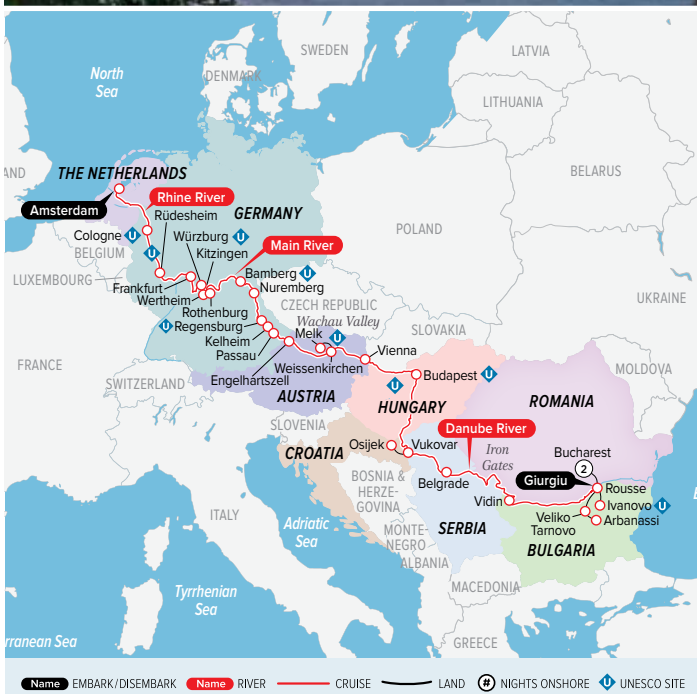 SWEDEN
North
Sea
DENMARK
LATVIA
LITHUANIA
AND
THE NETHERLANDS
BELARUS
Rhine River
Amsterdam
Rüdesheim
GERMANY
Cologne
U
Würzburg
U
POLAND
Main River
BELGIUM
U
Kitzingen
LUXEMBOURG
Bamberg
U
Frankfurt
Nuremberg
Wertheim
UKRAINE
CZECH REPUBLIC
Rothenburg
Wachau Valley
U
Regensburg
SLOVAKIA
Melk
U
Kelheim
Vienna
Passau
FRANCE
Weissenkirchen
MOLDOVA
Budapest
U
Engelhartszell
SWITZERLAND
U
AUSTRIA
HUNGARY
ROMANIA
SLOVENIA
Danube River
Osijek
Vukovar
CROATIA
Iron
Gates
Bucharest
2
BOSNIA &
HERZE-
GOVINA
Belgrade
Giurgiu
Rousse
Vidin
Ivanovo
U
ITALY
Adriatic
Sea
Veliko
Tarnovo
Arbanassi
MONTE-
NEGRO
SERBIA
BULGARIA
ALBANIA
MACEDONIA
Tyrrhenian
Sea
rranean Sea
GREECE
Name EMBARK/DISEMBARK Name RIVER CRUISE LAND # NIGHTS ONSHORE U UNESCO SITE